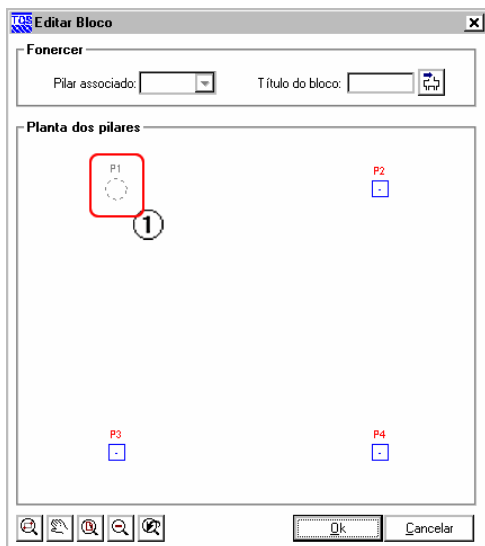 TQS Editar Bloco
Fonercer
Pilar associado: Título do bloco:
Planta dos pilares
P1 P2
1
P3 P4
Ok Cancelar